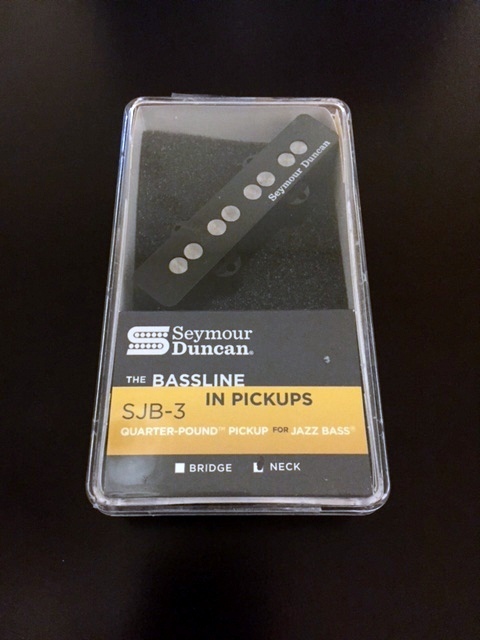 Seymour Duncan
Seymour
Duncan®
THE BASSLINE
IN PICKUPS
SJB-3
QUARTER-POUND™ PICKUP FOR JAZZ BASS®
BRIDGE NECK